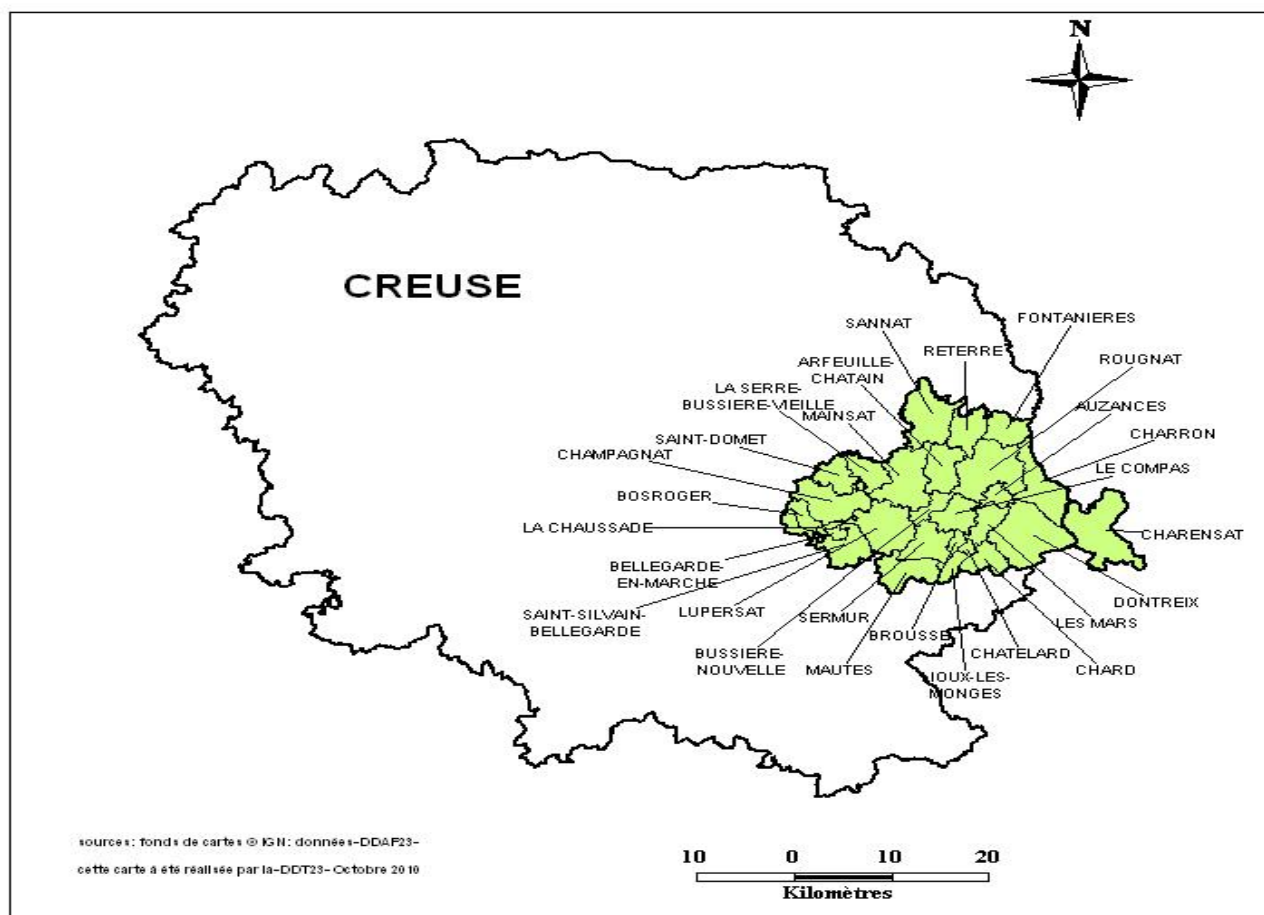 N
CREUSE
SANNAT
FONTANIERES
RETERRE
ROUGNAT
ARFEUILLE-
CHATAIN
LA SERRE-
BUSSIERE-VIEILLE
MAINSAT
AUZANCES
SAINT-DOMET
CHARRON
CHAMPAGNAT
LE COMPAS
BOSROGER
LA CHAUSSADE
CHARENSAT
BELLEGARDE-
EN-MARCHE
SAINT-SILVAIN-
BELLEGARDE
LUPERSAT
SERMUR
DONTREIX
LES MARS
BROUSSE
CHATELARD
BUSSIERE-
NOUVELLE
MAUTES
CHARD
LIOUX-LES-
MONGES
sources: fonds de cartes © IGN: données-DDAF23-
cette carte à été réalisée par la-DDT23- Octobre 2010
10 0 10 20
Kilomètres